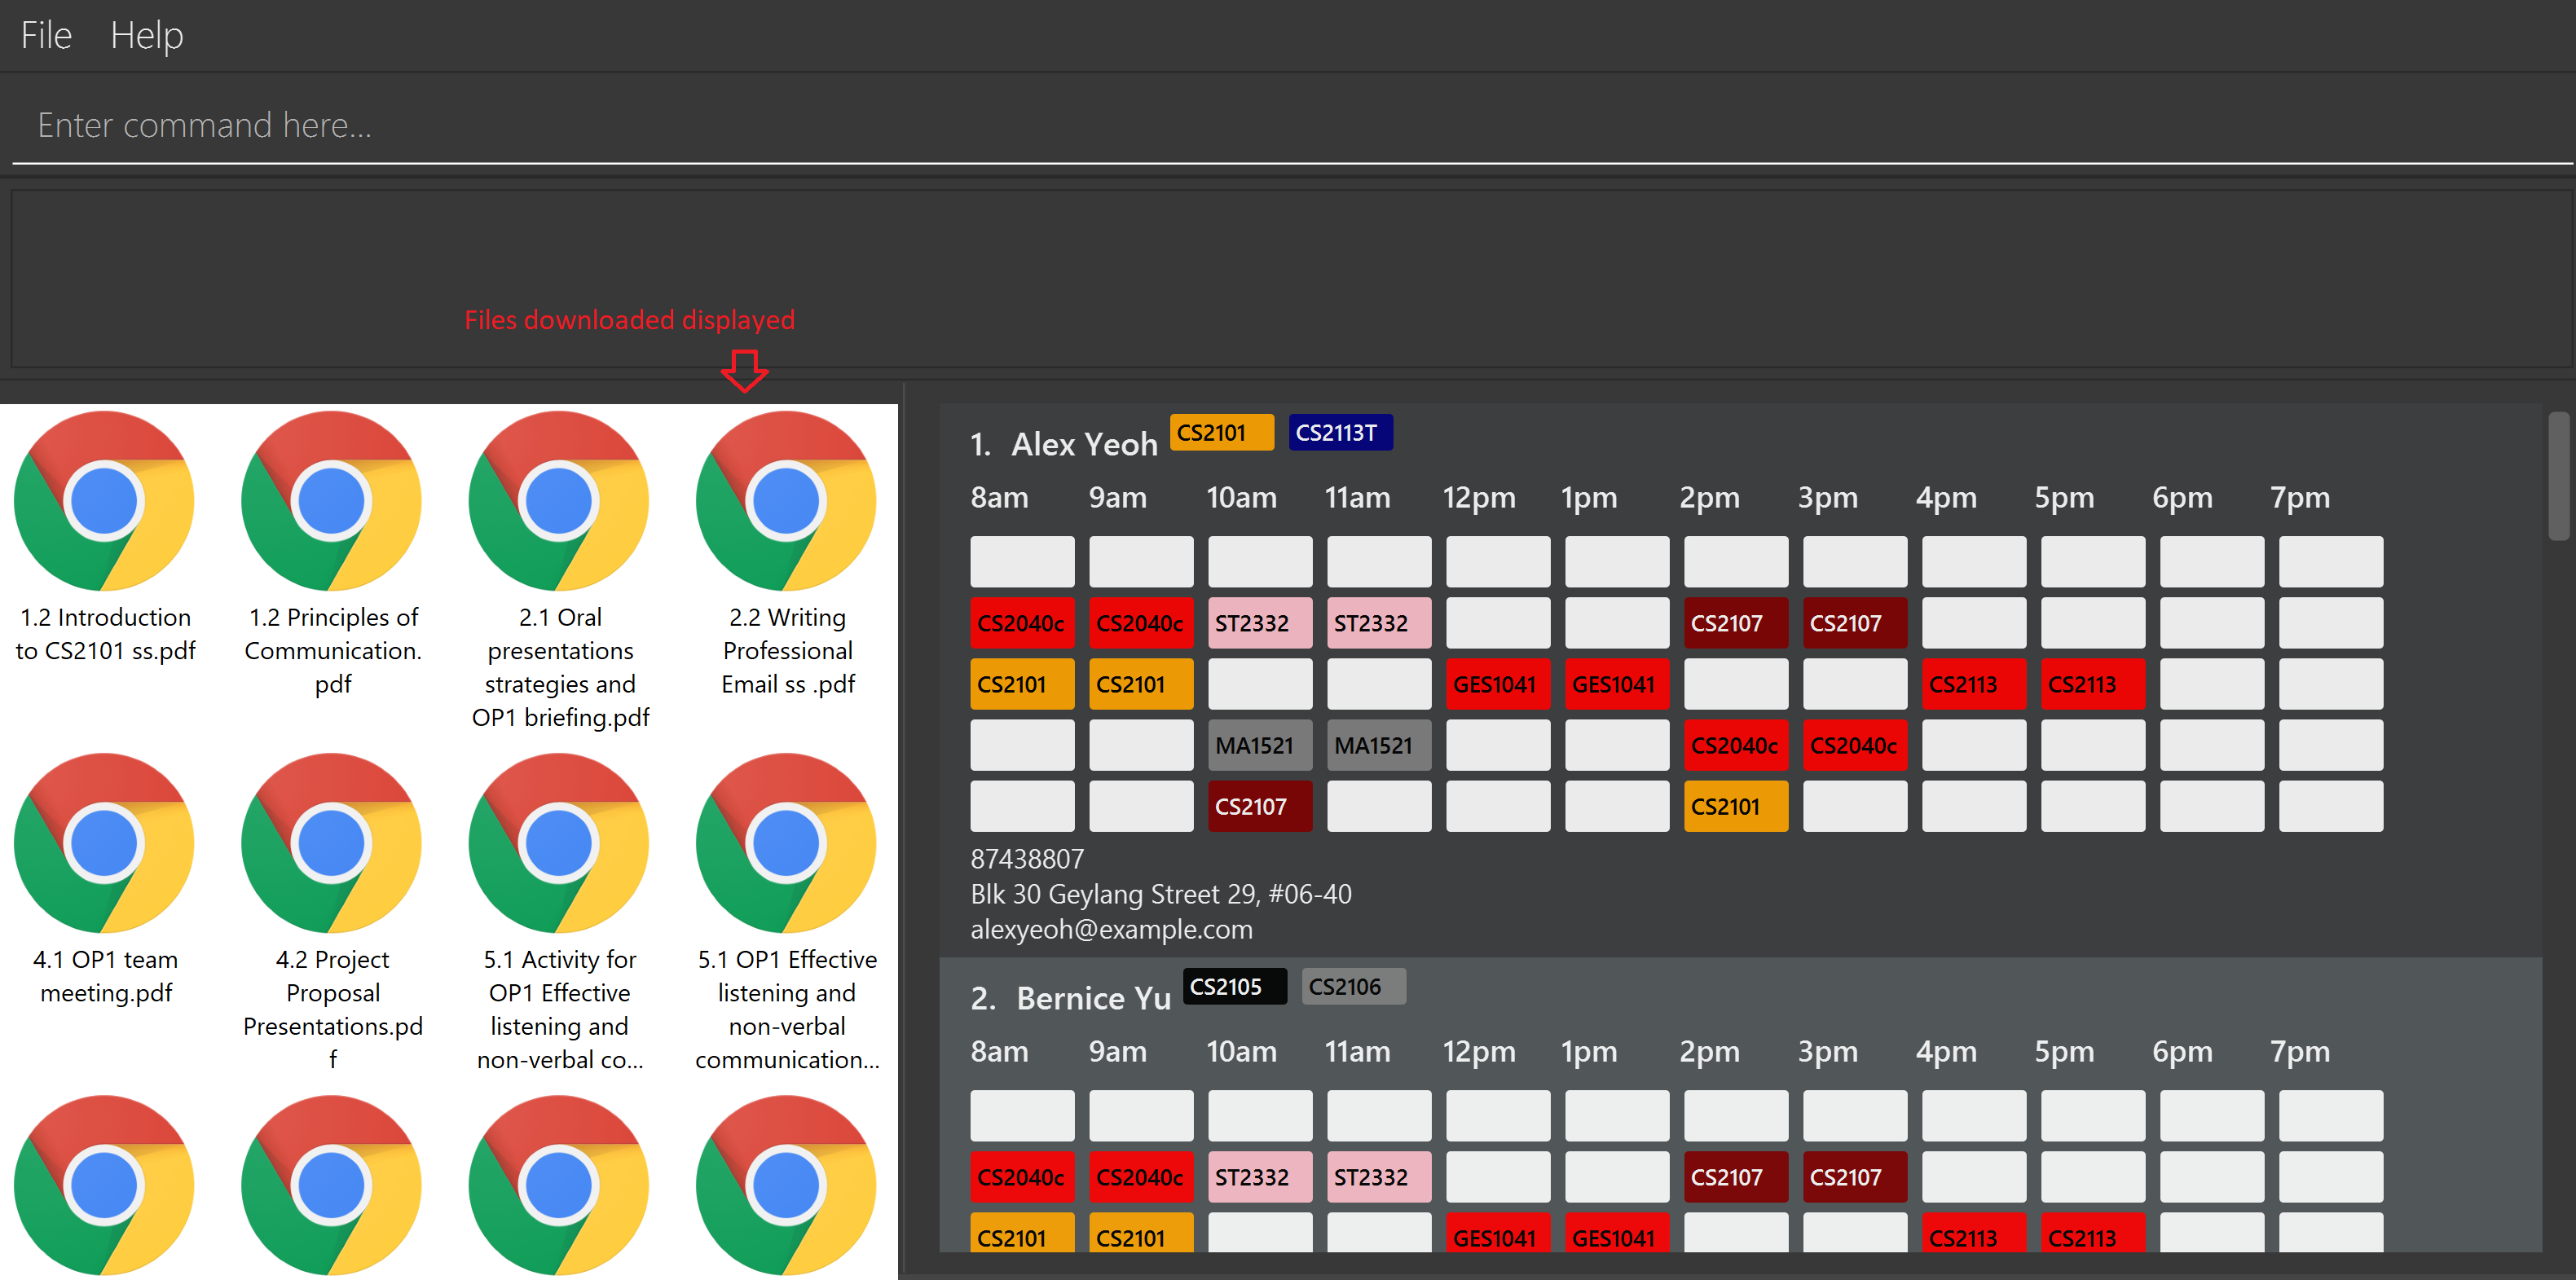 File Help
Enter command here...
Files downloaded displayed
1.2 Introduction
to CS2101 ss.pdf
1.2 Principles of
Communication.
pdf
2.1 Oral
presentations
strategies and
OP1 briefing.pdf
2.2 Writing
Professional
Email ss .pdf
4.1 OP1 team
meeting.pdf
4.2 Project
Proposal
Presentations.pd
f
5.1 Activity for
OP1 Effective
listening and
non-verbal co...
5.1 OP1 Effective
listening and
non-verbal
communication...
1. Alex Yeoh CS2101 CS2113T
8am 9am 10am 11am 12pm 1pm 2pm 3pm 4pm 5pm 6pm 7pm
CS2040c CS2040c ST2332 ST2332 CS2107 CS2107
CS2101 CS2101 GES1041 GES1041 CS2113 CS2113
MA1521 MA1521 CS2040c CS2040c
CS2107 CS2101
87438807
Blk 30 Geylang Street 29, #06-40
alexyeoh@example.com
2. Bernice Yu CS2105 CS2106
8am 9am 10am 11am 12pm 1pm 2pm 3pm 4pm 5pm 6pm 7pm
CS2040c CS2040c ST2332 ST2332 CS2107 CS2107
CS2101 CS2101 GES1041 GES1041 CS2113 CS2113